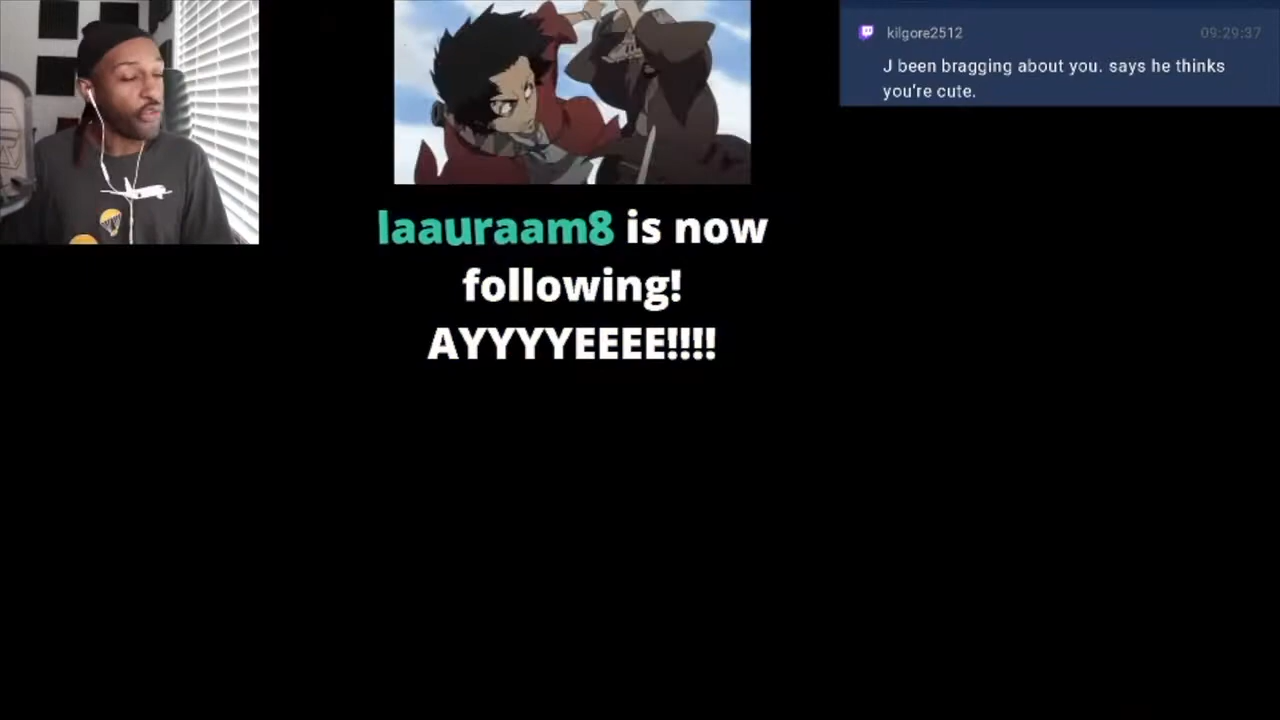 kilgore2512 09:29:37
J been bragging about you. says he thinks
you're cute.
laauraam8 is now
following!
AYYYYEEEE!!!!